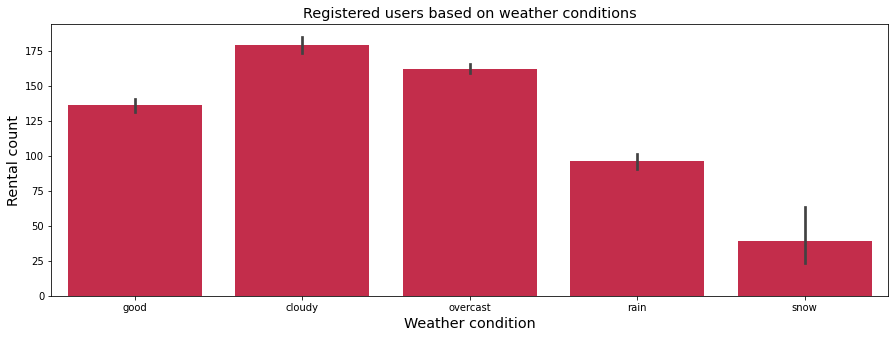 Registered users based on weather conditions
175
150
125
100
75
50
25
0
Rental count
good cloudy overcast rain snow
Weather condition